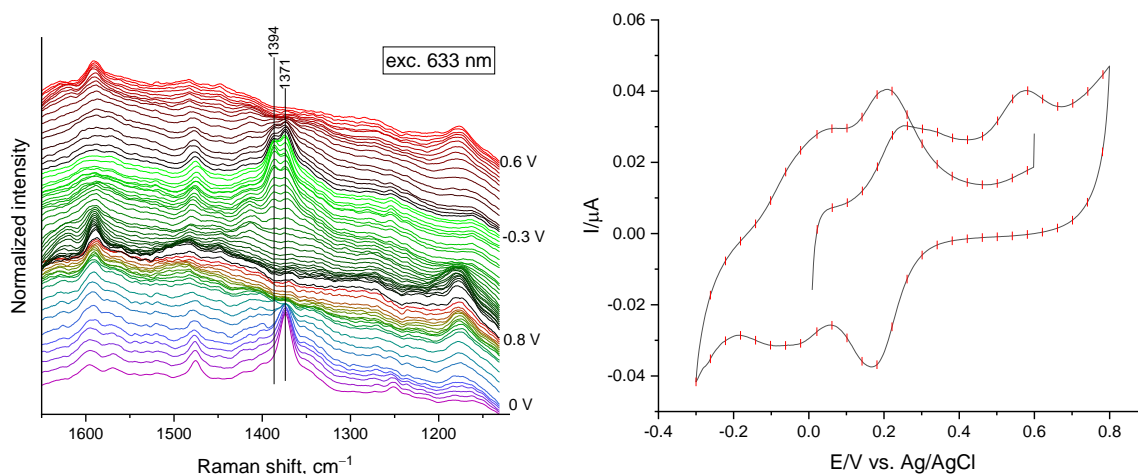 1394
1371
exc. 633 nm
Normalized intensity
0.6 V
-0.3 V
0.8 V
0 V
1600 1500 1400 1300 1200
Raman shift, cm⁻¹
0.06
0.04
0.02
0.00
-0.02
-0.04
I/µA
-0.4 -0.2 0.0 0.2 0.4 0.6 0.8
E/V vs. Ag/AgCl